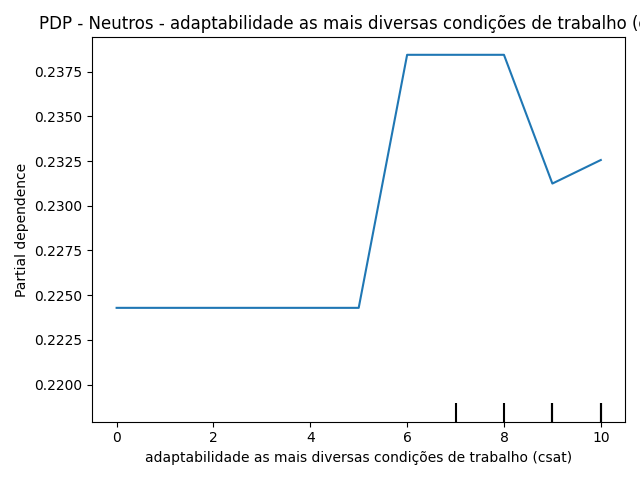 PDP - Neutros - adaptabilidade as mais diversas condições de trabalho (
0.2375
0.2350
0.2325
0.2300
0.2275
0.2250
0.2225
0.2200
Partial dependence
0 2 4 6 8 10
adaptabilidade as mais diversas condições de trabalho (csat)